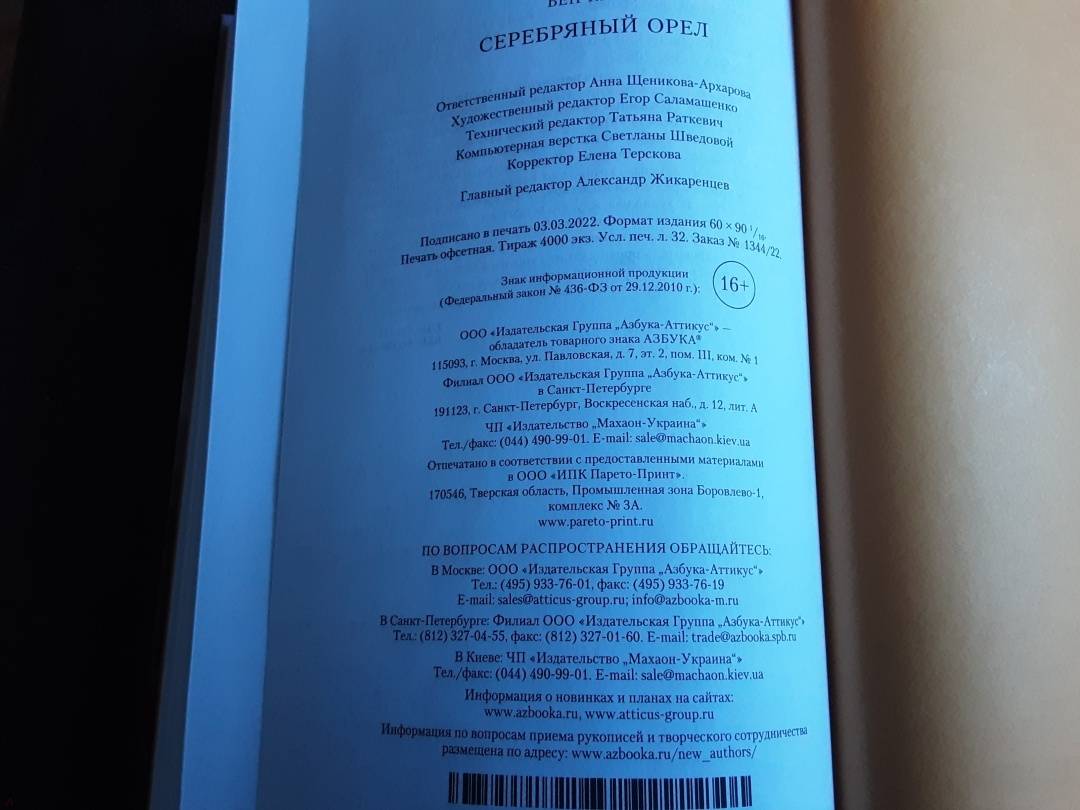 СЕРЕБРЯНЫЙ ОРЕЛ
Ответственный редактор Анна Щеникова-Архарова
Художественный редактор Егор Саламашенко
Технический редактор Татьяна Раткевич
Компьютерная верстка Светланы Шведовой
Корректор Елена Терскова
Главный редактор Александр Жикаренцев
Подписано в печать 03.03.2022. Формат издания 60 × 90 1/16.
Печать офсетная. Тираж 4000 экз. Усл. печ. л. 32. Заказ № 1344/22.
Знак информационной продукции
(Федеральный закон № 436-ФЗ от 29.12.2010 г.):
16+
ООО «Издательская Группа „Азбука-Аттикус“» —
обладатель товарного знака АЗБУКА®
115093, г. Москва, ул. Павловская, д. 7, эт. 2, пом. III, ком. № 1
Филиал ООО «Издательская Группа „Азбука-Аттикус“»
в Санкт-Петербурге
191123, г. Санкт-Петербург, Воскресенская наб., д. 12, лит. А
ЧП «Издательство „Махаон-Украина“»
Тел./факс: (044) 490-99-01. E-mail: sale@machaon.kiev.ua
Отпечатано в соответствии с предоставленными материалами
в ООО «ИПК Парето-Принт».
170546, Тверская область, Промышленная зона Боровлево-1,
комплекс № 3А.
www.pareto-print.ru
ПО ВОПРОСАМ РАСПРОСТРАНЕНИЯ ОБРАЩАЙТЕСЬ:
В Москве: ООО «Издательская Группа „Азбука-Аттикус“»
Тел.: (495) 933-76-01, факс: (495) 933-76-19
E-mail: sales@atticus-group.ru; info@azbooka-m.ru
В Санкт-Петербурге: Филиал ООО «Издательская Группа „Азбука-Аттикус“»
Тел.: (812) 327-04-55, факс: (812) 327-01-60. E-mail: trade@azbooka.spb.ru
В Киеве: ЧП «Издательство „Махаон-Украина“»
Тел./факс: (044) 490-99-01. E-mail: sale@machaon.kiev.ua
Информация о новинках и планах на сайтах:
www.azbooka.ru, www.atticus-group.ru
Информация по вопросам приема рукописей и творческого сотрудничества
размещена по адресу: www.azbooka.ru/new_authors/